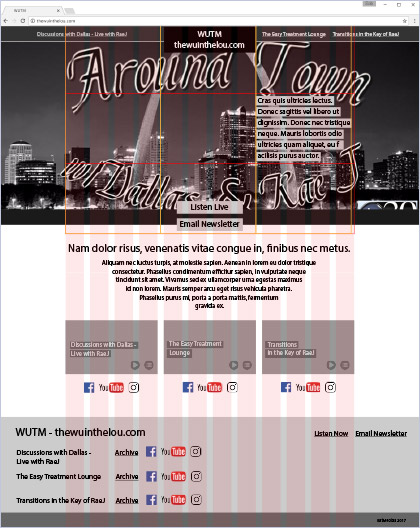 WUTM
thewuinthelou.com
Discussions with Dallas - Live with RaeJ
WUTM
thewuinthelou.com
The Easy Treatment Lounge
Transitions in the Key of RaeJ
Around Town
w/ Dallas & Rae J
Cras quis ultricies lectus.
Donec sagittis vel libero ut
dignissim. Donec nec tristique
neque. Mauris lobortis odio
ultricies quam aliquet, eu f
acilisis purus auctor.
Listen Live
Email Newsletter
Nam dolor risus, venenatis vitae congue in, finibus nec metus.
Aliquam nec luctus turpis, at molestie sapien. Aenean in lorem eu dolor tristique
consectetur. Phasellus condimentum efficitur sapien, in vulputate neque
tincidunt sit amet. Vivamus sedex ullamcorper urna egestas maximus
id non lorem. Mauris semper arcu eget risus vehicula pharetra.
Phasellus purus mi, porta a porta mattis, fermentum
gravida ex.
Discussions with Dallas -
Live with RaeJ
The Easy Treatment
Lounge
Transitions
in the Key of RaeJ
YouTube
YouTube
YouTube
WUTM - thewuinthelou.com
Listen Now
Email Newsletter
Discussions with Dallas -
Live with RaeJ
Archive
YouTube
The Easy Treatment Lounge
Archive
YouTube
Transitions in the Key of RaeJ
Archive
YouTube